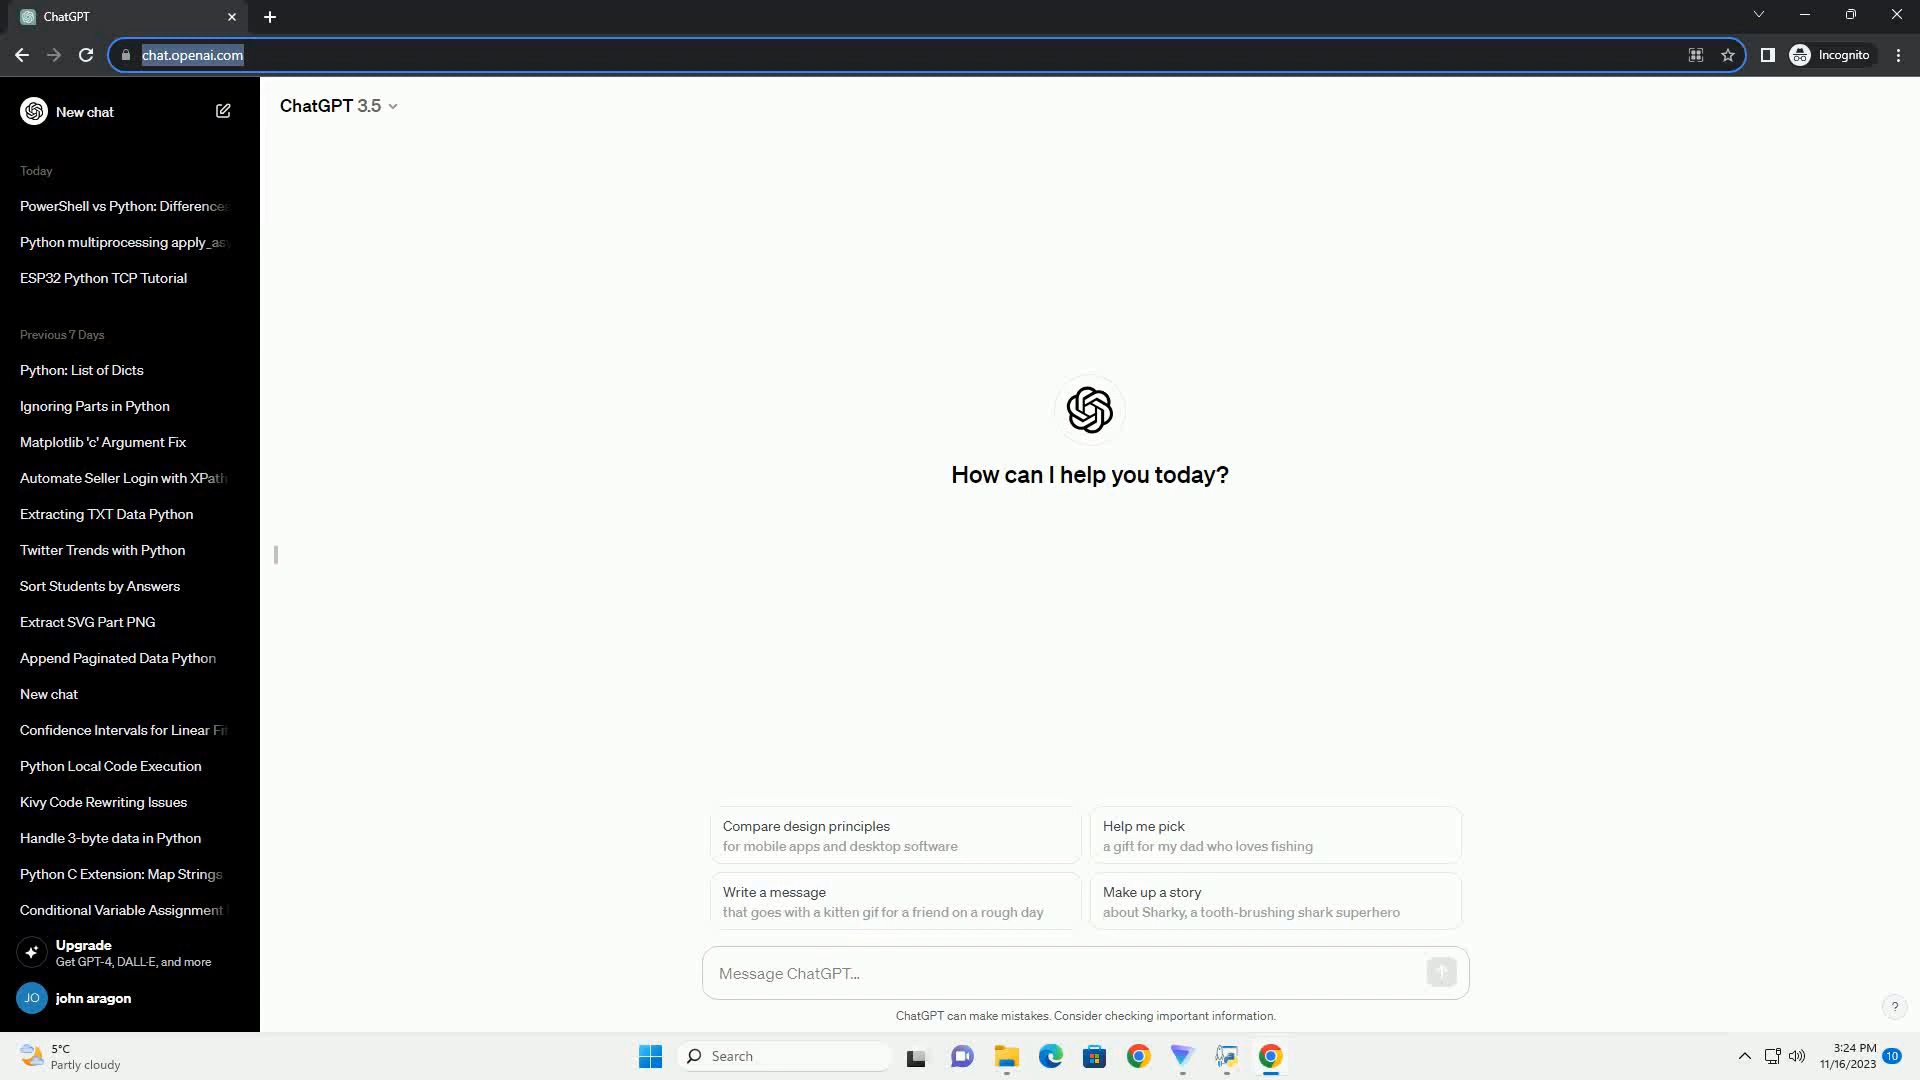 ChatGPT
chat.openai.com
Incognito
New chat
ChatGPT 3.5
Today
PowerShell vs Python: Differences
Python multiprocessing apply_as
ESP32 Python TCP Tutorial
Previous 7 Days
Python: List of Dicts
Ignoring Parts in Python
Matplotlib 'c' Argument Fix
Automate Seller Login with XPath
Extracting TXT Data Python
Twitter Trends with Python
Sort Students by Answers
Extract SVG Part PNG
Append Paginated Data Python
New chat
Confidence Intervals for Linear Fit
Python Local Code Execution
Kivy Code Rewriting Issues
Handle 3-byte data in Python
Python C Extension: Map Strings
Conditional Variable Assignment
Upgrade
Get GPT-4, DALL·E, and more
JO
john aragon
How can I help you today?
Compare design principles
for mobile apps and desktop software
Help me pick
a gift for my dad who loves fishing
Write a message
that goes with a kitten gif for a friend on a rough day
Make up a story
about Sharky, a tooth-brushing shark superhero
Message ChatGPT...
ChatGPT can make mistakes. Consider checking important information.
?
5°C
Partly cloudy
Search
3:24 PM
11/16/2023
10